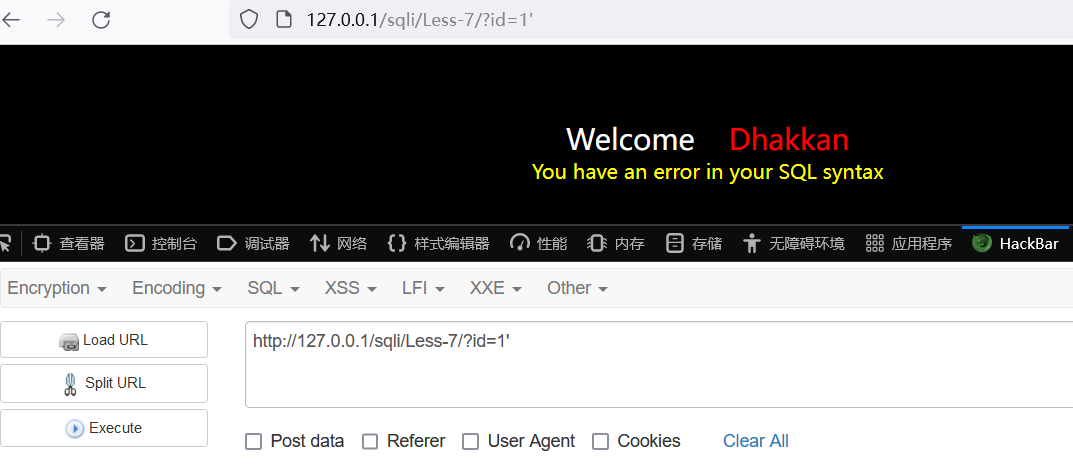 127.0.0.1/sqli/Less-7/?id=1'
Welcome Dhakkan
You have an error in your SQL syntax
查看器 控制台 调试器 网络 样式编辑器 性能 内存 存储 无障碍环境 应用程序 HackBar
Encryption Encoding SQL XSS LFI XXE Other
Load URL
http://127.0.0.1/sqli/Less-7/?id=1'
Split URL
Execute
Post data Referer User Agent Cookies Clear All